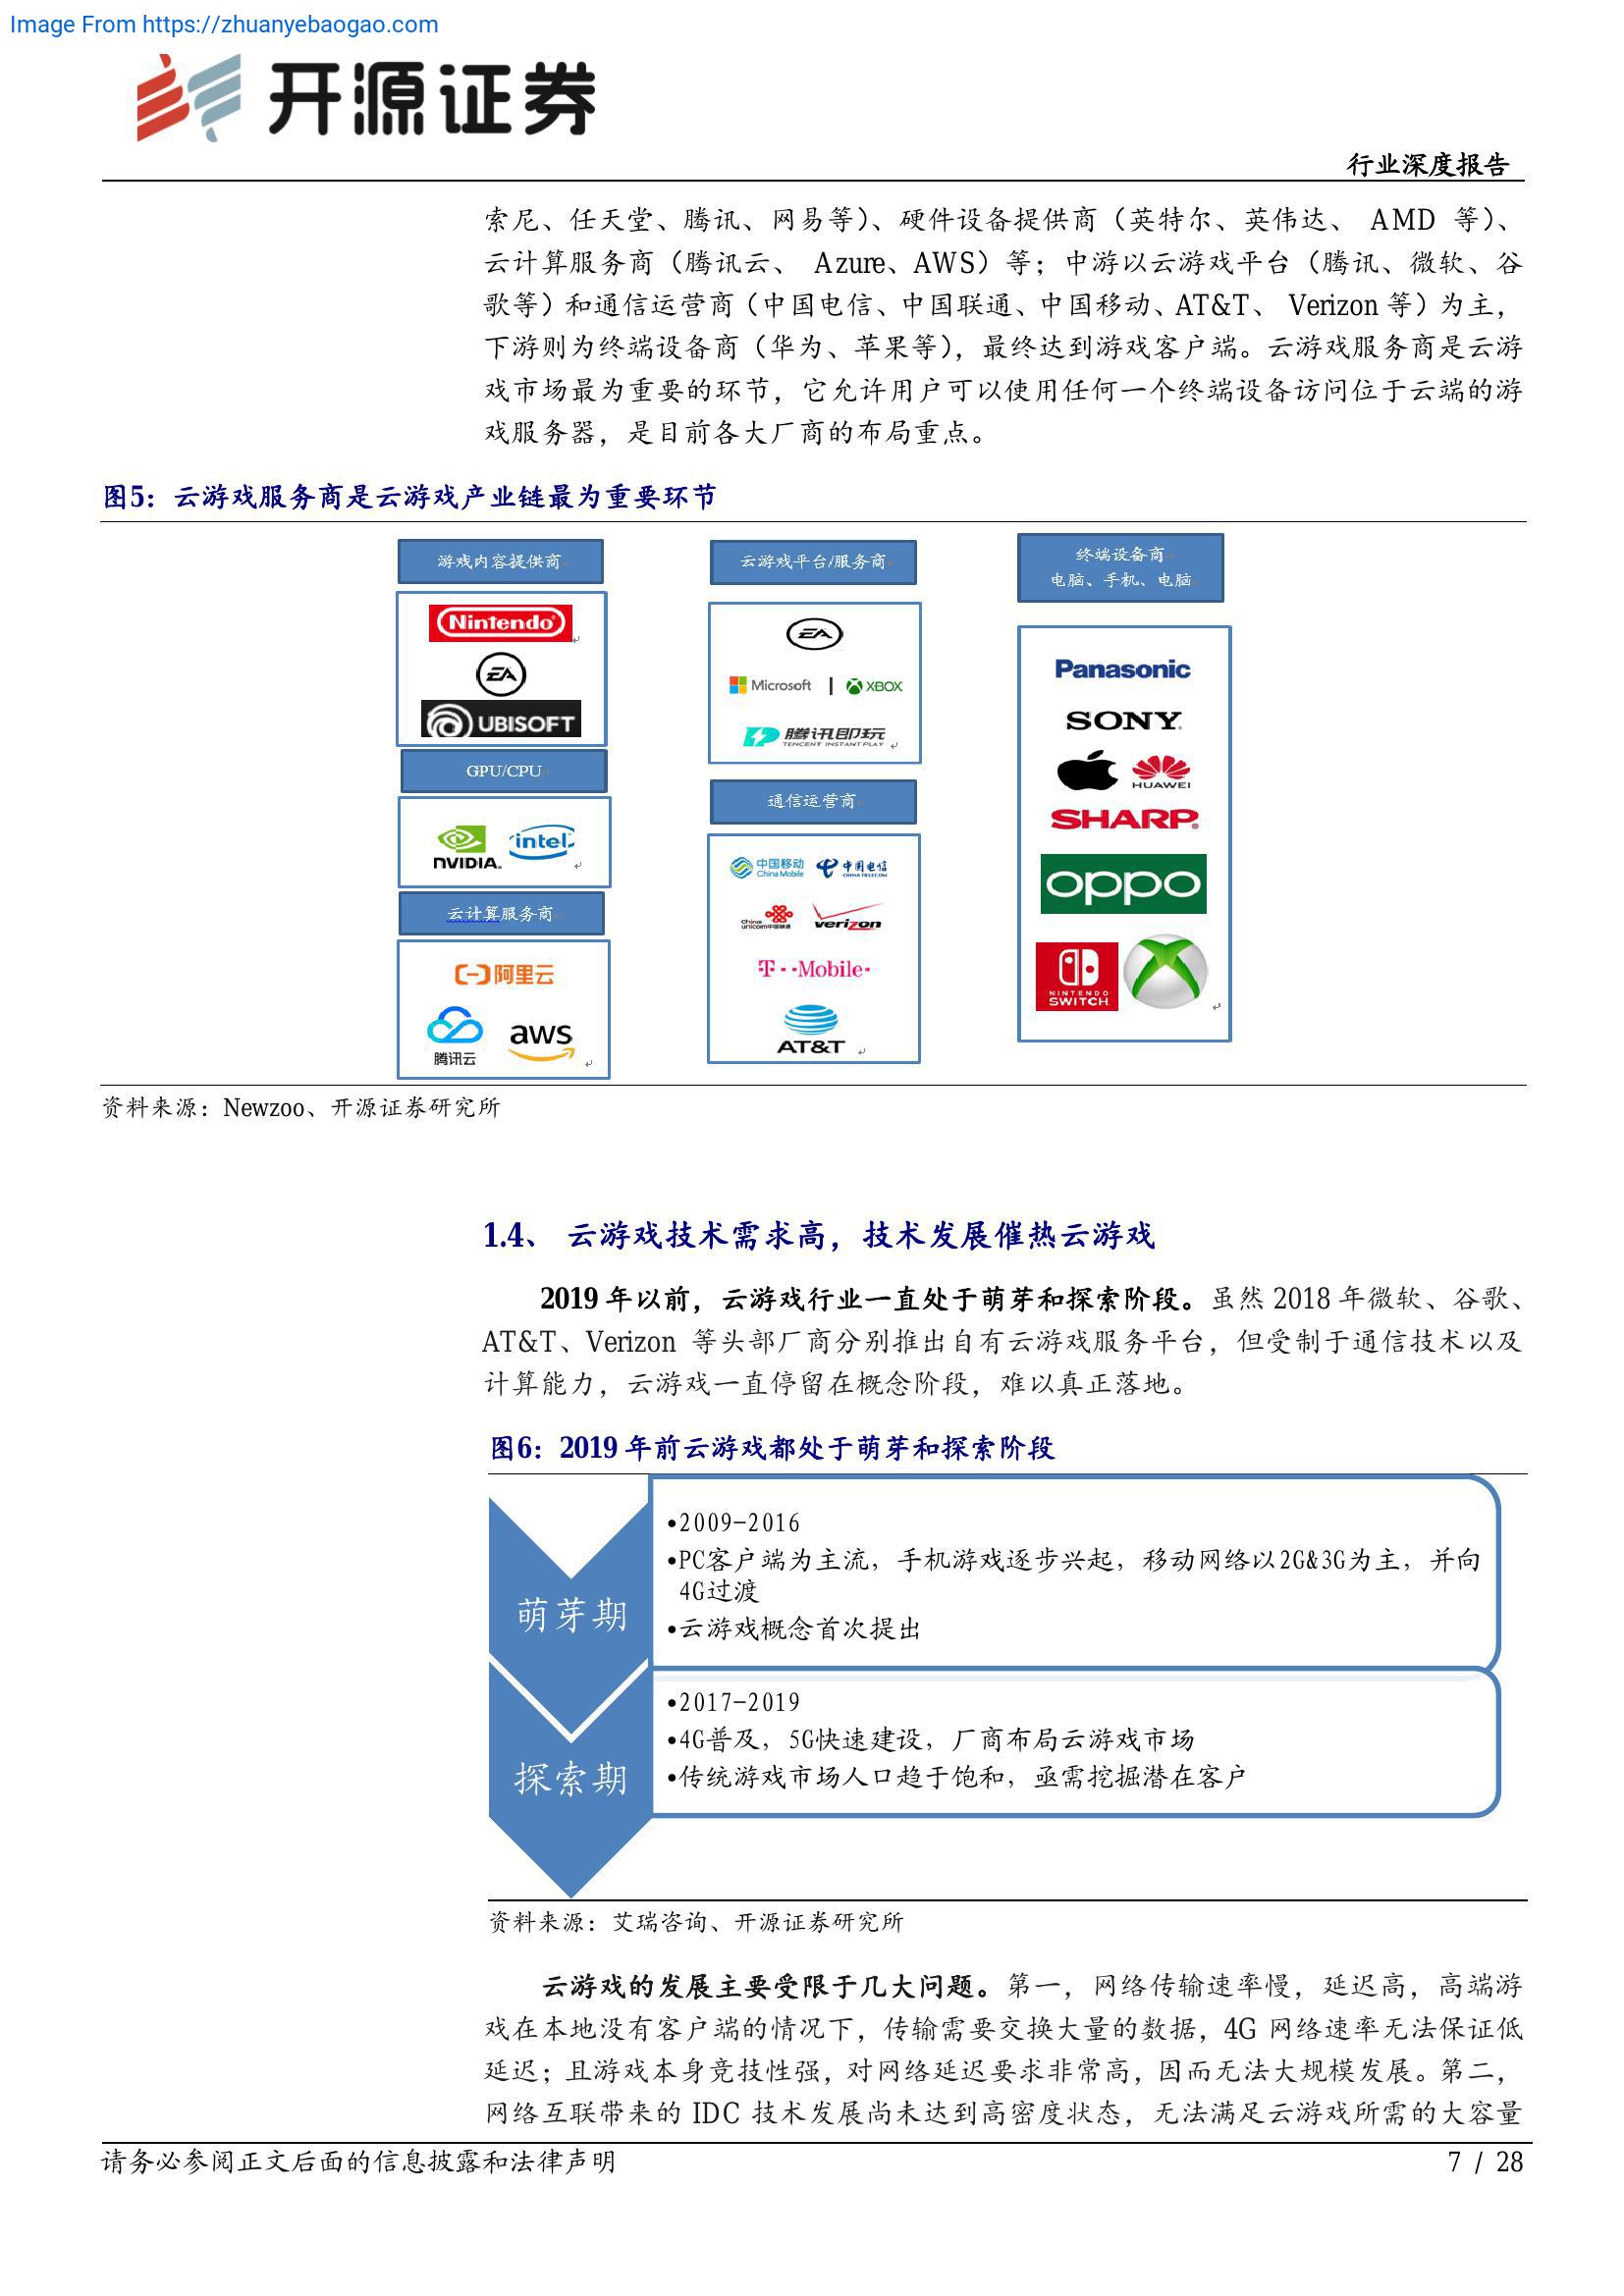 Image From https://zhuanyebaogao.com
开源证券
行业深度报告
索尼、任天堂、腾讯、网易等）、硬件设备提供商（英特尔、英伟达、 AMD 等）、
云计算服务商（腾讯云、 Azure、AWS）等；中游以云游戏平台（腾讯、微软、谷
歌等）和通信运营商（中国电信、中国联通、中国移动、AT&T、 Verizon 等）为主，
下游则为终端设备商（华为、苹果等），最终达到游戏客户端。云游戏服务商是云游
戏市场最为重要的环节，它允许用户可以使用任何一个终端设备访问位于云端的游
戏服务器，是目前各大厂商的布局重点。
图5：云游戏服务商是云游戏产业链最为重要环节
游戏内容提供商
Nintendo
EA
UBISOFT
GPU/CPU
NVIDIA.
intel
云计算服务商
阿里云
腾讯云
aws
云游戏平台/服务商
EA
Microsoft | XBOX
腾讯即玩
TENCENT INSTANT PLAY
通信运营商
中国移动
China Mobile
中国电信
CHINA TELECOM
China
unicom中国联通
verizon
T··Mobile·
AT&T
终端设备商
电脑、手机、电脑
Panasonic
SONY
HUAWEI
SHARP
oppo
NINTENDO
SWITCH
资料来源：Newzoo、开源证券研究所
1.4、 云游戏技术需求高，技术发展催热云游戏
2019 年以前，云游戏行业一直处于萌芽和探索阶段。虽然 2018 年微软、谷歌、
AT&T、Verizon 等头部厂商分别推出自有云游戏服务平台，但受制于通信技术以及
计算能力，云游戏一直停留在概念阶段，难以真正落地。
图6：2019 年前云游戏都处于萌芽和探索阶段
萌芽期
•2009-2016
•PC客户端为主流，手机游戏逐步兴起，移动网络以2G&3G为主，并向
4G过渡
•云游戏概念首次提出
探索期
•2017-2019
•4G普及，5G快速建设，厂商布局云游戏市场
•传统游戏市场人口趋于饱和，亟需挖掘潜在客户
资料来源：艾瑞咨询、开源证券研究所
云游戏的发展主要受限于几大问题。第一，网络传输速率慢，延迟高，高端游
戏在本地没有客户端的情况下，传输需要交换大量的数据，4G 网络速率无法保证低
延迟；且游戏本身竞技性强，对网络延迟要求非常高，因而无法大规模发展。第二，
网络互联带来的 IDC 技术发展尚未达到高密度状态，无法满足云游戏所需的大容量
请务必参阅正文后面的信息披露和法律声明
7 / 28